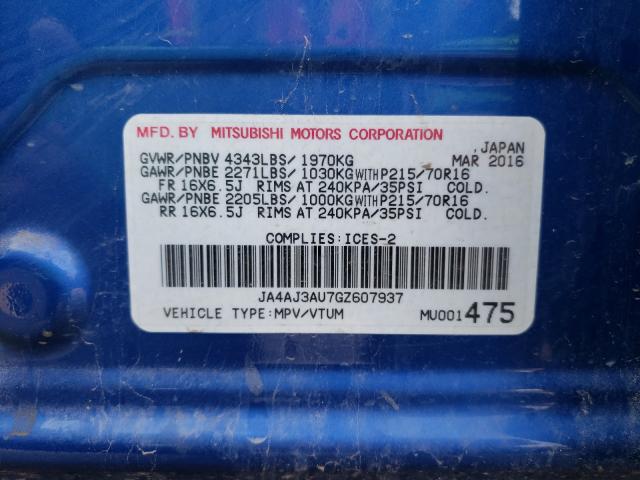 MFD. BY MITSUBISHI MOTORS CORPORATION
,JAPAN
GVWR/PNBV 4343LBS/1970KG MAR 2016
GAWR/PNBE 2271LBS/1030KG WITH P215/70R16
FR 16X6.5J RIMS AT 240KPA/35PSI COLD.
GAWR/PNBE 2205LBS/1000KG WITH P215/70R16
RR 16X6.5J RIMS AT 240KPA/35PSI COLD.
COMPLIES:ICES-2
JA4AJ3AU7GZ607937
VEHICLE TYPE:MPV/VTUM MU001475